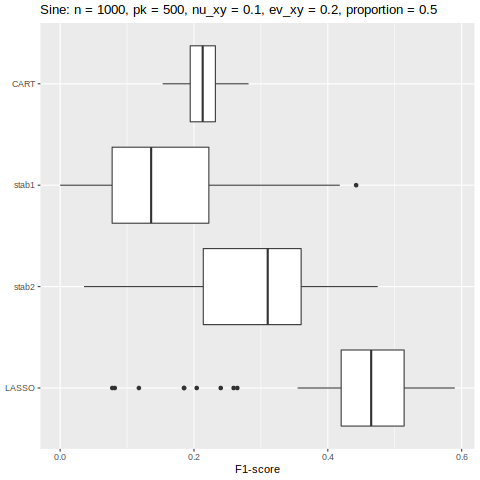 Sine: n = 1000, pk = 500, nu_xy = 0.1, ev_xy = 0.2, proportion = 0.5
CART
stab1
stab2
LASSO
0.0 0.2 0.4 0.6
F1-score